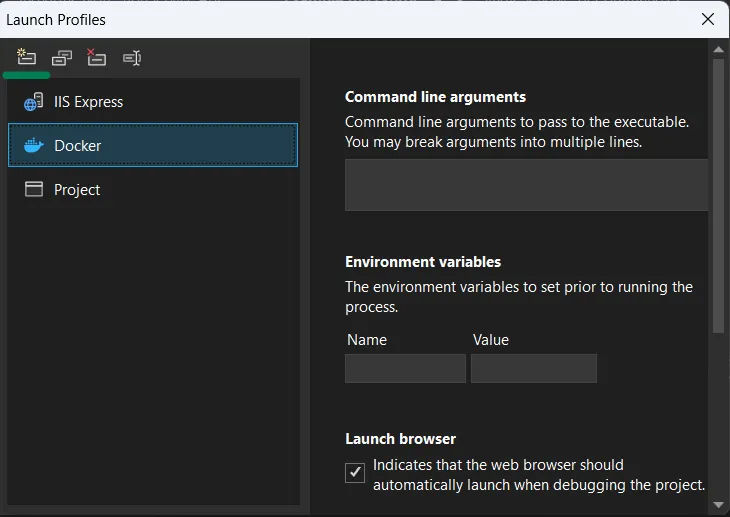 Launch Profiles
IIS Express
Docker
Project
Command line arguments
Command line arguments to pass to the executable.
You may break arguments into multiple lines.
Environment variables
The environment variables to set prior to running the
process.
Name Value
Launch browser
Indicates that the web browser should
automatically launch when debugging the project.